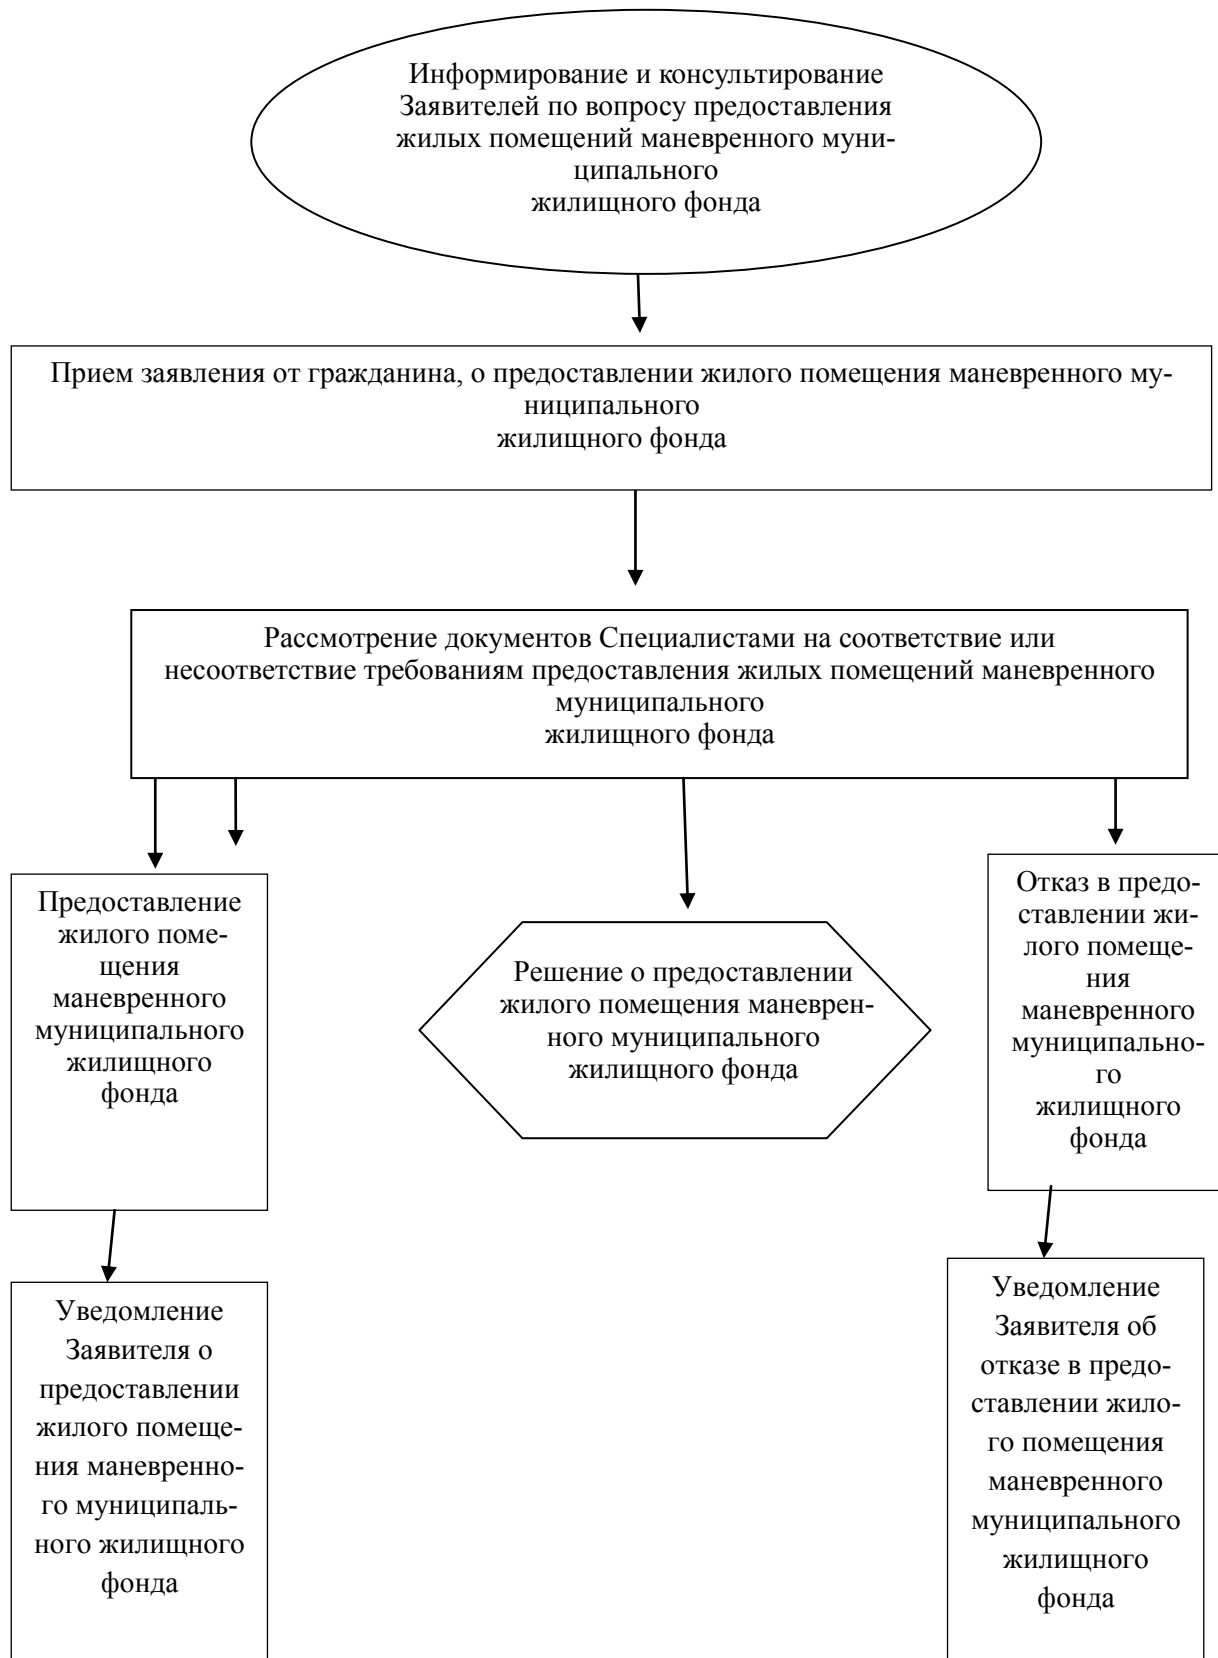 Информирование и консультирование
Заявителей по вопросу предоставления
жилых помещений маневренного муни-
ципального
жилищного фонда
Прием заявления от гражданина, о предоставлении жилого помещения маневренного му-
ниципального
жилищного фонда
Рассмотрение документов Специалистами на соответствие или
несоответствие требованиям предоставления жилых помещений маневренного
муниципального
жилищного фонда
Предоставление
жилого поме-
щения
маневренного
муниципального
жилищного
фонда
Решение о предоставлении
жилого помещения маневрен-
ного муниципального
жилищного фонда
Отказ в предо-
ставлении жи-
лого помеще-
ния
маневренного
муниципально-
го
жилищного
фонда
Уведомление
Заявителя о
предоставлении
жилого помеще-
ния маневренно-
го муниципаль-
ного жилищного
фонда
Уведомление
Заявителя об
отказе в предо-
ставлении жило-
го помещения
маневренного
муниципального
жилищного
фонда